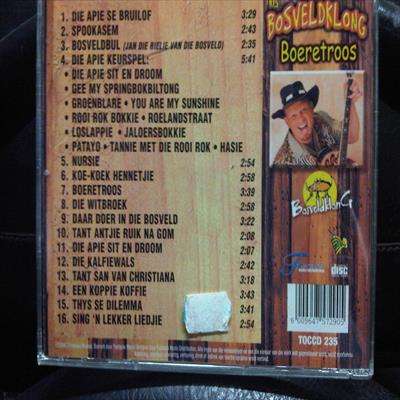 BOSVELDKLONG
Boeretroos
1. DIE APIE SE BRUILOF 3:29
2. SPOOKASEM 2:43
3. BOSVELDBUL (JAN DIE RIELJE VAN DIE BOSVELD) 2:35
4. DIE APIE KEURSPEL: 5:41
- DIE APIE SIT EN DROOM
- GEE MY SPRINGBOKBILTONG
- GROENBLARE • YOU ARE MY SUNSHINE
- ROOI ROK BOKKIE • ROELANDSTRAAT
- LOSLAPPIE • JALOERSBOKKIE
- PATAYO • TANNIE MET DIE ROOI ROK • HASIE
5. NURSIE 2:54
6. KOE-KOEK HENNETJIE 2:58
7. BOERETROOS 3:39
8. DIE WITBROEK 2:58
9. DAAR DOER IN DIE BOSVELD 3:22
10. TANT ANTJIE RUIK NA GOM 2:08
11. DIE APIE SIT EN DROOM 2:07
12. DIE KALFIEWALS 2:42
13. TANT SAN VAN CHRISTIANA 3:18
14. EEN KOPPIE KOFFIE 3:43
15. THYS SE DILEMMA 3:41
16. SING 'N LEKKER LIEDJIE 2:54
BosveldklonG
disc
6 005647 572905
TOCCD 235